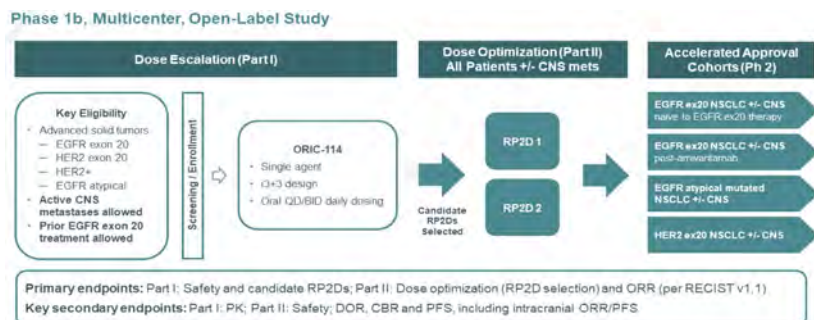 Phase 1b, Multicenter, Open-Label Study
Dose Escalation (Part I)
Dose Optimization (Part II)
All Patients +/- CNS mets
Accelerated Approval
Cohorts (Ph 2)
Key Eligibility
• Advanced solid tumors
— EGFR exon 20
— HER2 exon 20
— HER2+
— EGFR atypical
• Active CNS
metastases allowed
• Prior EGFR exon 20
treatment allowed
Screening / Enrollment
ORIC-114
• Single agent
• i3+3 design
• Oral QD/BID daily dosing
Candidate
RP2Ds
Selected
RP2D 1
RP2D 2
EGFR ex20 NSCLC +/- CNS
naïve to EGFR ex20 therapy
EGFR ex20 NSCLC +/- CNS
post-amivantamab
EGFR atypical mutated
NSCLC +/- CNS
HER2 ex20 NSCLC +/- CNS
Primary endpoints: Part I: Safety and candidate RP2Ds; Part II: Dose optimization (RP2D selection) and ORR (per RECIST v1.1)
Key secondary endpoints: Part I: PK; Part II: Safety; DOR, CBR and PFS, including intracranial ORR/PFS